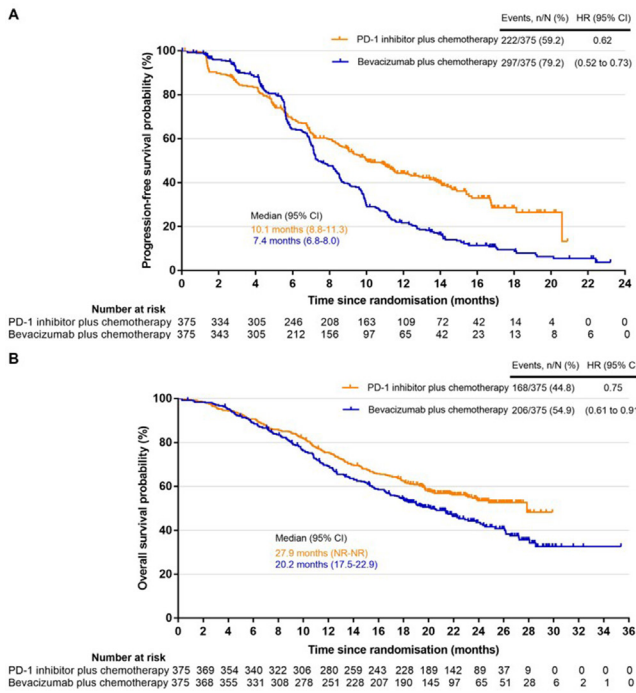 A
Events, n/N (%) HR (95% CI)
PD-1 inhibitor plus chemotherapy 222/375 (59.2) 0.62
Bevacizumab plus chemotherapy 297/375 (79.2) (0.52 to 0.73)
Progression-free survival probability (%)
100
80
60
40
20
0
Median (95% CI)
10.1 months (8.8-11.3)
7.4 months (6.8-8.0)
0 2 4 6 8 10 12 14 16 18 20 22 24
Time since randomisation (months)
Number at risk
PD-1 inhibitor plus chemotherapy 375 334 305 246 208 163 109 72 42 14 4 0 0
Bevacizumab plus chemotherapy 375 343 305 212 156 97 65 42 23 13 8 6 0
B
Events, n/N (%) HR (95% C
PD-1 inhibitor plus chemotherapy 168/375 (44.8) 0.75
Bevacizumab plus chemotherapy 206/375 (54.9) (0.61 to 0.91
Overall survival probability (%)
100
80
60
40
20
0
Median (95% CI)
27.9 months (NR-NR)
20.2 months (17.5-22.9)
0 2 4 6 8 10 12 14 16 18 20 22 24 26 28 30 32 34 36
Time since randomisation (months)
Number at risk
PD-1 inhibitor plus chemotherapy 375 369 354 340 322 306 280 259 243 228 189 142 89 37 9 0 0 0 0
Bevacizumab plus chemotherapy 375 368 355 331 308 278 251 228 207 190 145 97 65 51 28 6 2 1 0